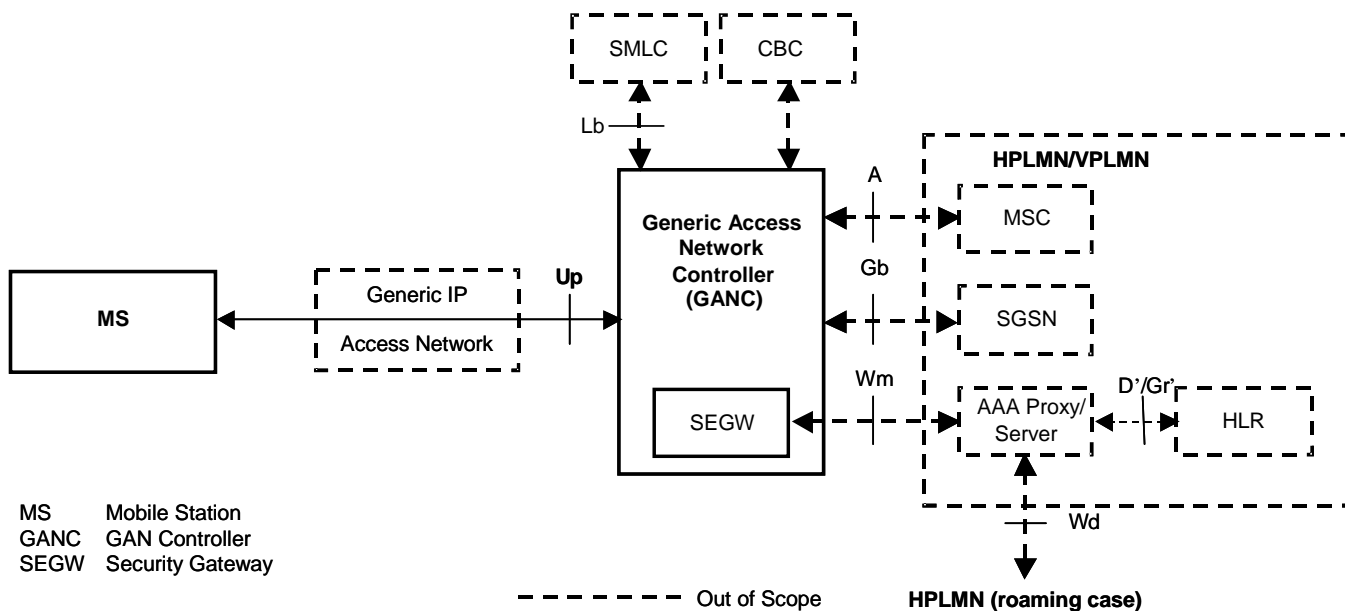 SMLC
CBC
Lb
HPLMN/VPLMN
A
MSC
Generic Access
Network
Controller
(GANC)
Gb
Up
Generic IP
MS
SGSN
Access Network
Wm
D’/Gr’
SEGW
AAA Proxy/
Server
HLR
MS Mobile Station
GANC GAN Controller
SEGW Security Gateway
Wd
Out of Scope
HPLMN (roaming case)